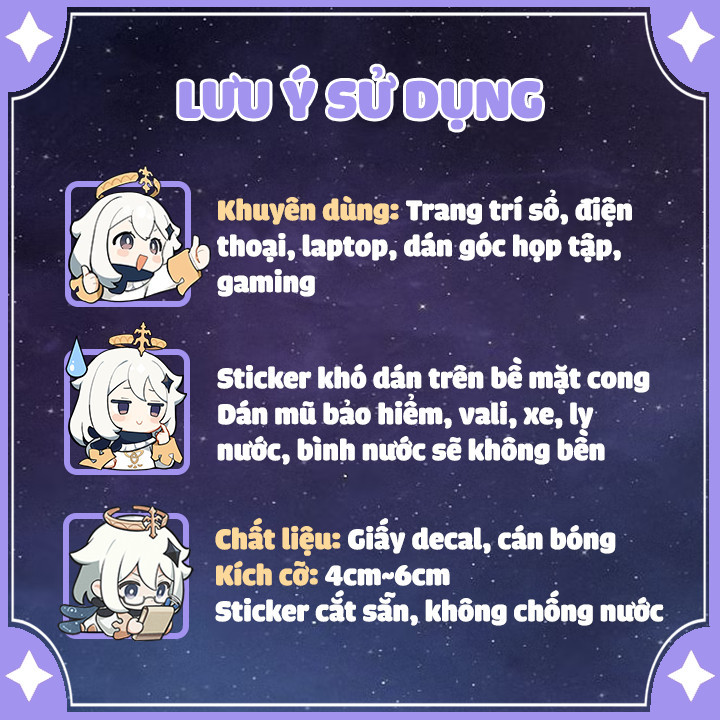 LƯU Ý SỬ DỤNG
Khuyên dùng: Trang trí sổ, điện
thoại, laptop, dán góc họp tập,
gaming
Sticker khó dán trên bề mặt cong
Dán mũ bảo hiểm, vali, xe, ly
nước, bình nước sẽ không bền
Chất liệu: Giấy decal, cán bóng
Kích cỡ: 4cm~6cm
Sticker cắt sẵn, không chống nước